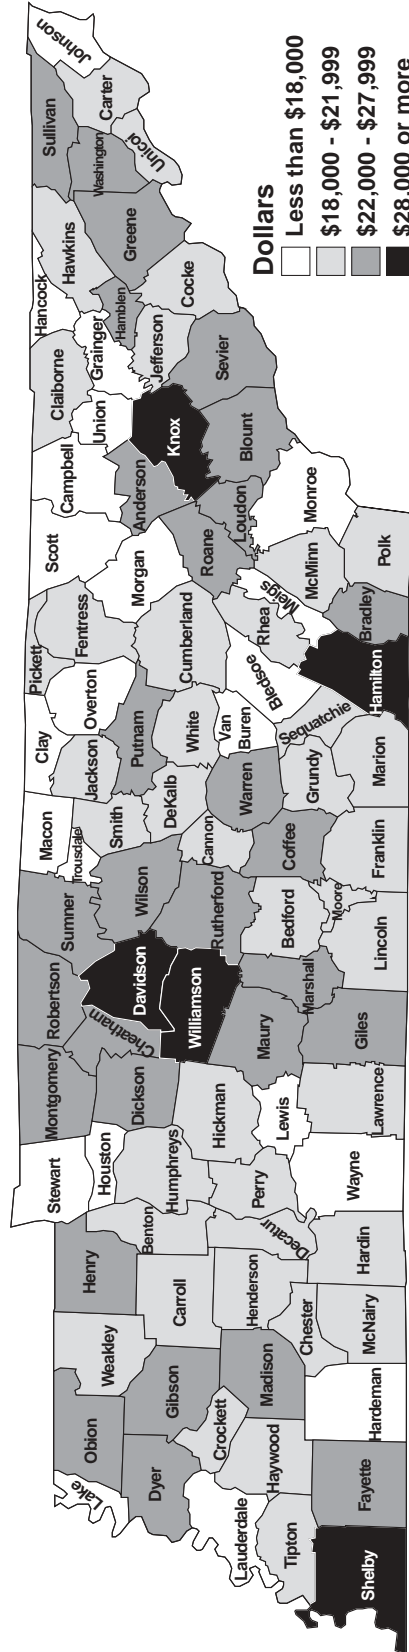 Johnson
Sullivan
Carter
Washington
Unicoi
Hancock
Hawkins
Greene
Claiborne
Grainger
Hamblen
Cocke
Jefferson
Union
Knox
Sevier
Campbell
Anderson
Blount
Scott
Morgan
Roane
Loudon
Monroe
Pickett
Fentress
Cumberland
Rhea
Meigs
McMinn
Polk
Bradley
Clay
Overton
Putnam
White
Van
Buren
Bledsoe
Sequatchie
Hamilton
Jackson
Macon
Trousdale
Smith
DeKalb
Warren
Grundy
Marion
Sumner
Wilson
Cannon
Coffee
Franklin
Robertson
Davidson
Rutherford
Bedford
Moore
Lincoln
Montgomery
Cheatham
Williamson
Marshall
Maury
Giles
Dickson
Hickman
Lewis
Lawrence
Stewart
Houston
Humphreys
Perry
Wayne
Benton
Decatur
Henry
Carroll
Henderson
Hardin
Chester
McNairy
Weakley
Gibson
Madison
Hardeman
Obion
Crockett
Haywood
Fayette
Lake
Dyer
Lauderdale
Tipton
Shelby
Dollars
Less than $18,000
$18,000 - $21,999
$22,000 - $27,999
$28,000 or more